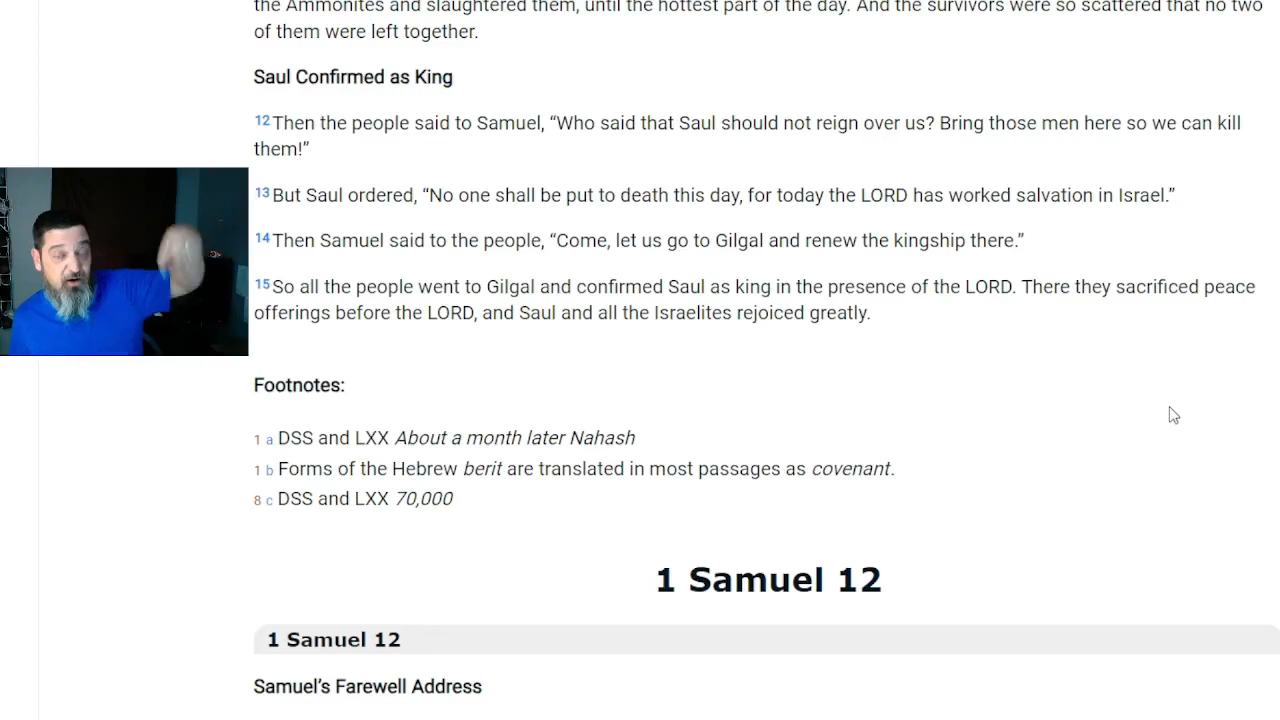 the Ammonites and slaughtered them, until the hottest part of the day. And the survivors were so scattered that no two
of them were left together.
Saul Confirmed as King
12 Then the people said to Samuel, “Who said that Saul should not reign over us? Bring those men here so we can kill
them!”
13 But Saul ordered, “No one shall be put to death this day, for today the LORD has worked salvation in Israel.”
14 Then Samuel said to the people, “Come, let us go to Gilgal and renew the kingship there.”
15 So all the people went to Gilgal and confirmed Saul as king in the presence of the LORD. There they sacrificed peace
offerings before the LORD, and Saul and all the Israelites rejoiced greatly.
Footnotes:
1 a DSS and LXX About a month later Nahash
1 b Forms of the Hebrew berit are translated in most passages as covenant.
8 c DSS and LXX 70,000
1 Samuel 12
1 Samuel 12
Samuel’s Farewell Address